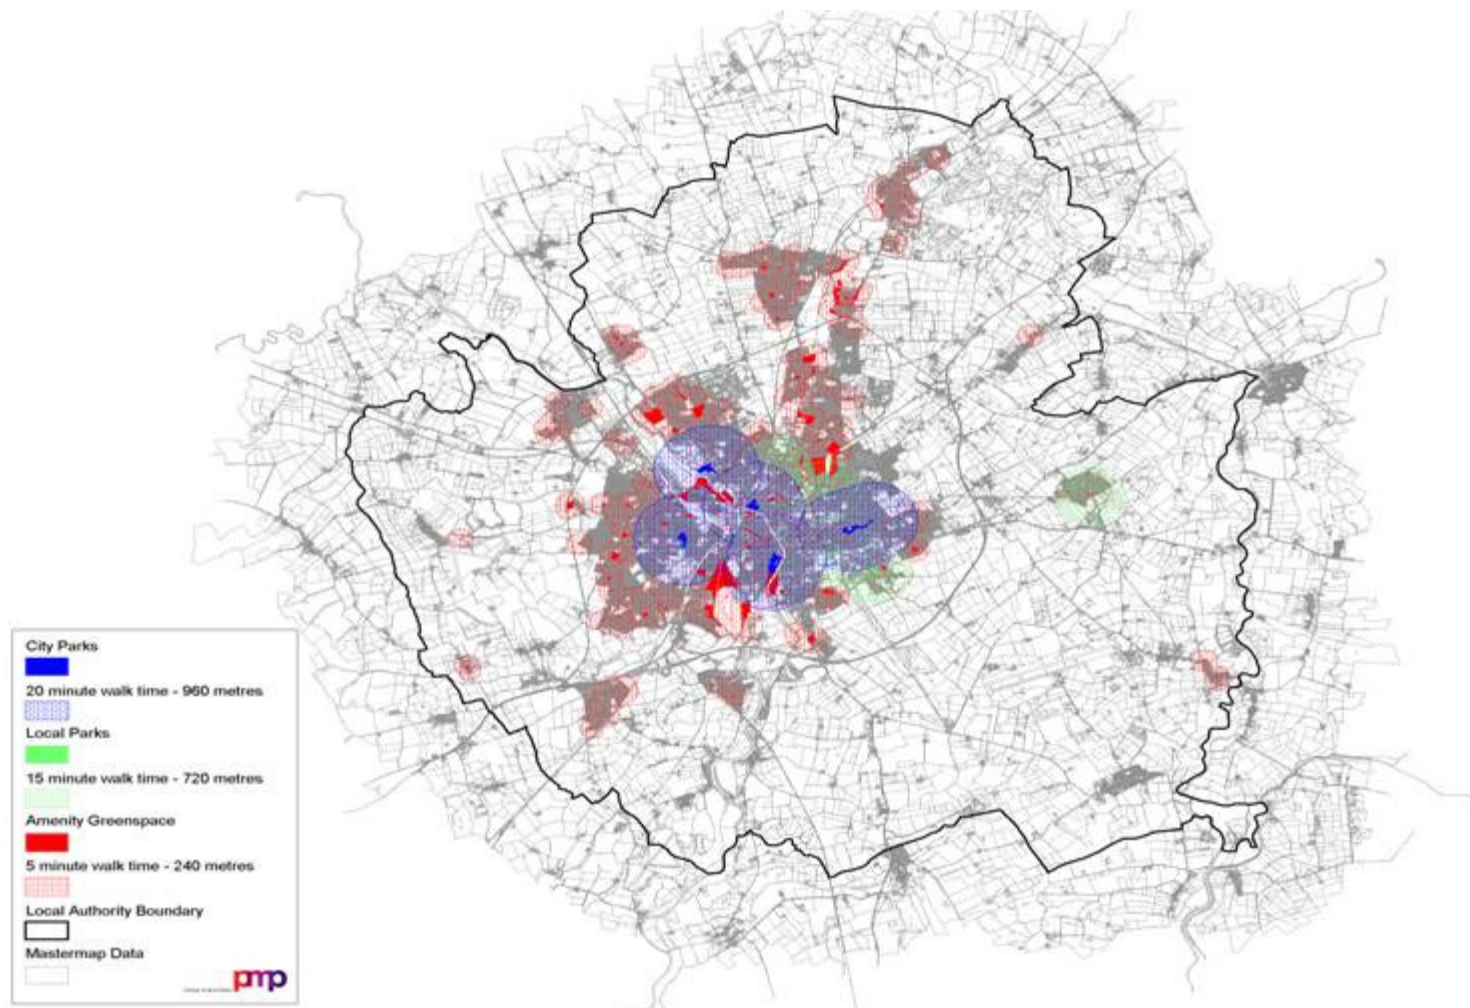 City Parks
20 minute walk time - 960 metres
Local Parks
15 minute walk time - 720 metres
Amenity Greenspace
5 minute walk time - 240 metres
Local Authority Boundary
Mastermap Data
pmp